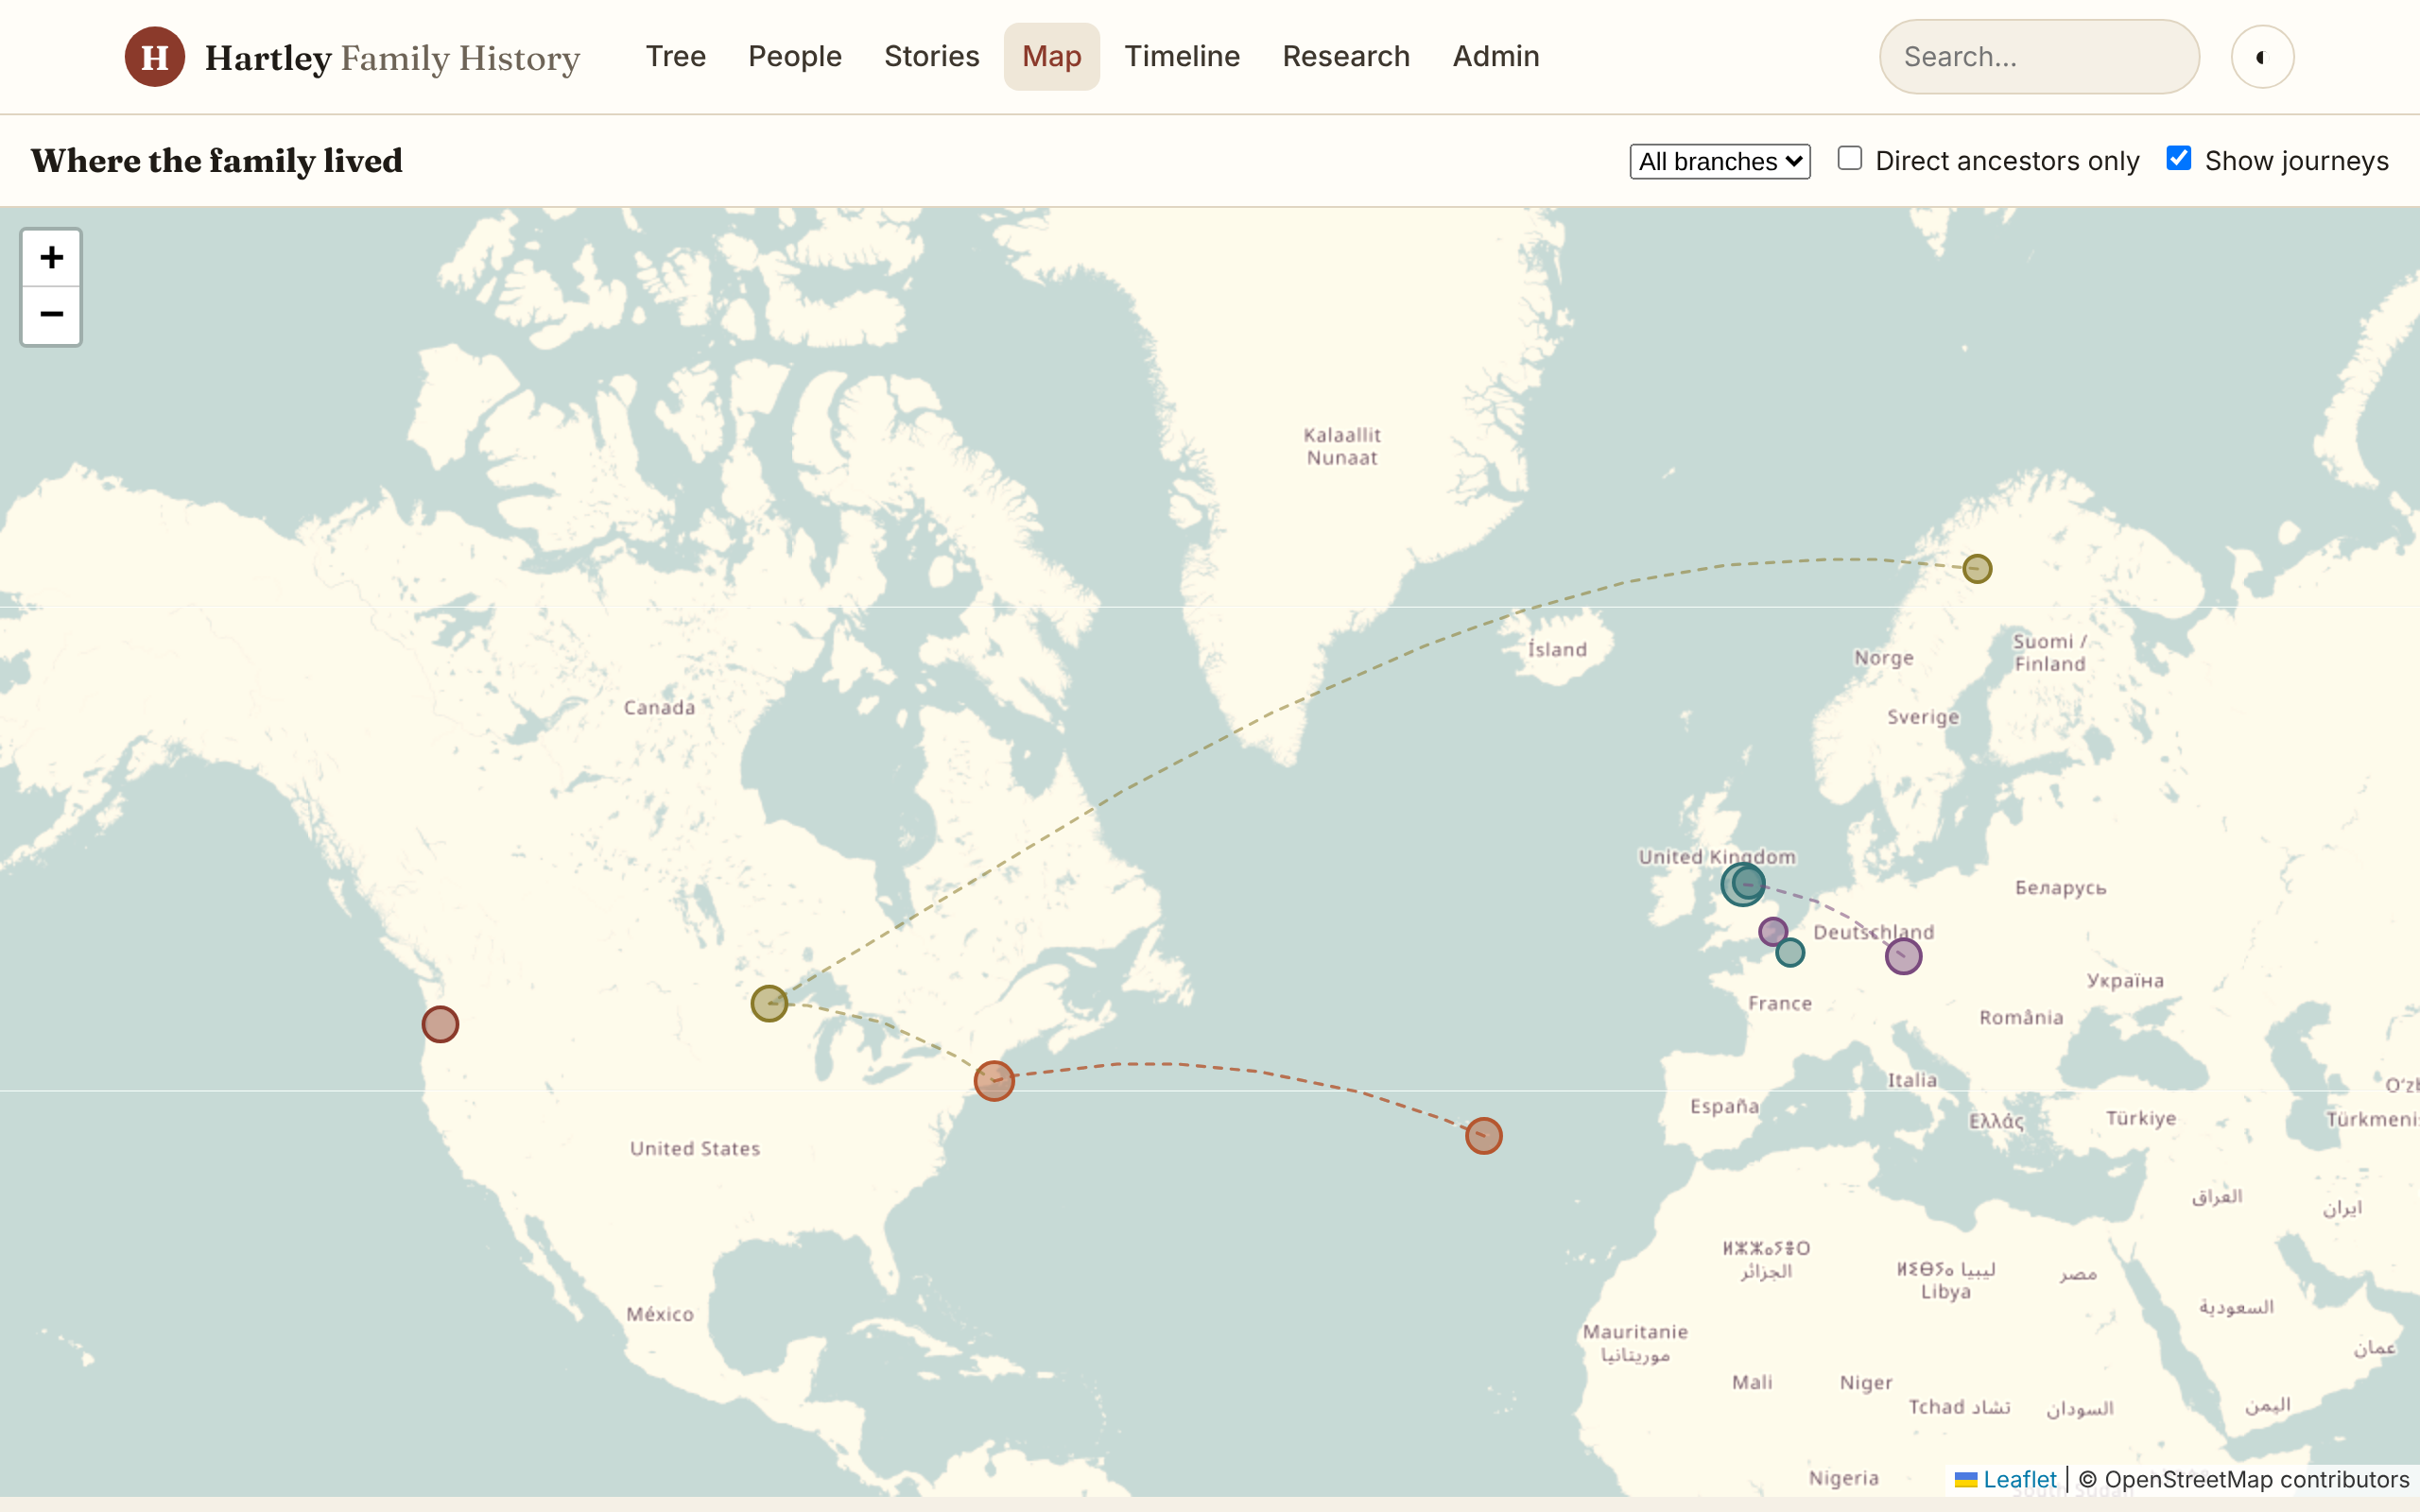 H
Hartley Family History
Tree
People
Stories
Map
Timeline
Research
Admin
Search...
Where the family lived
All branches
Direct ancestors only
Show journeys
+
−
Kalaallit
Nunaat
Ísland
Norge
Suomi /
Finland
Sverige
Canada
United Kingdom
Беларусь
Deutschland
Україна
France
România
Italia
España
Ελλάς
Türkiye
United States
العراق
ايران
ⵍⵣⵣⴰⵢⴻⵔ
الجزائر
ليبيا
Libya
مصر
السعودية
México
Mauritanie
موريتانيا
عمان
Mali
Niger
Tchad تشاد
السودان
اليمن
Nigeria
Leaflet | © OpenStreetMap contributors